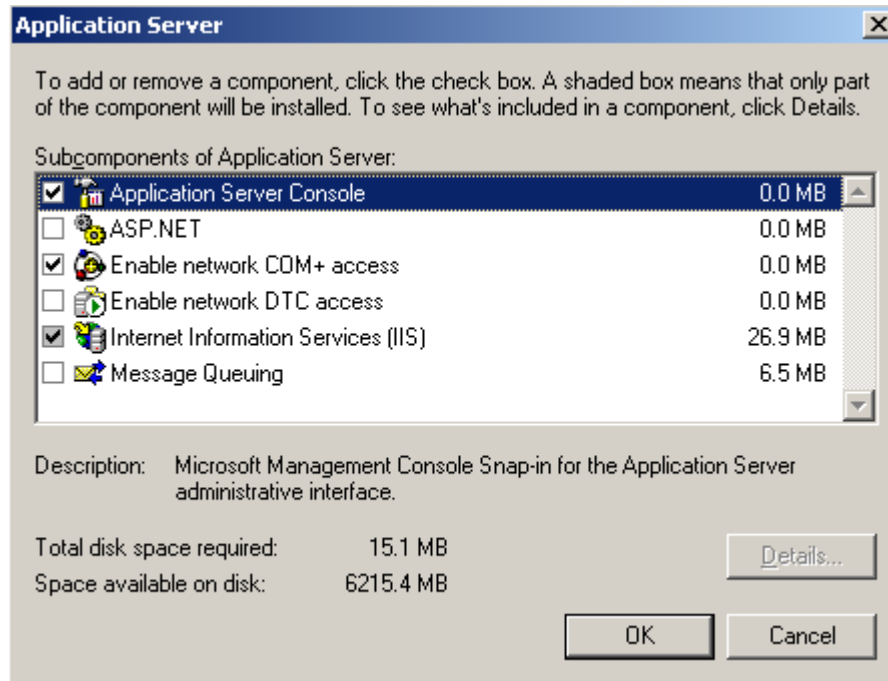 Application Server
To add or remove a component, click the check box. A shaded box means that only part
of the component will be installed. To see what's included in a component, click Details.
Subcomponents of Application Server:
Application Server Console 0.0 MB
ASP.NET 0.0 MB
Enable network COM+ access 0.0 MB
Enable network DTC access 0.0 MB
Internet Information Services (IIS) 26.9 MB
Message Queuing 6.5 MB
Description: Microsoft Management Console Snap-in for the Application Server
administrative interface.
Total disk space required: 15.1 MB
Space available on disk: 6215.4 MB
Details...
OK Cancel